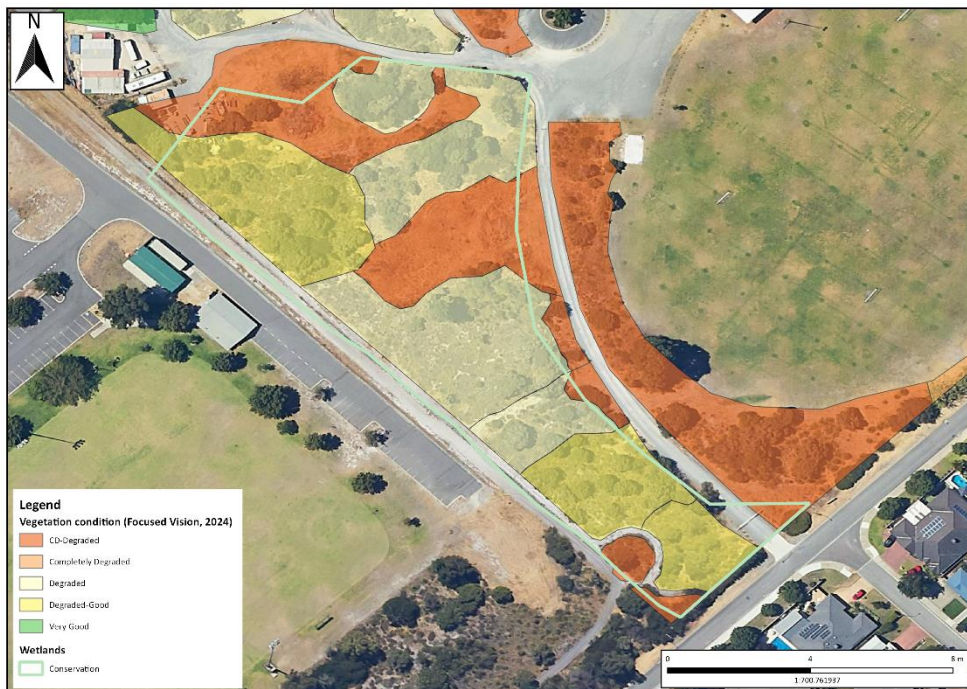 N
Legend
Vegetation condition (Focused Vision, 2024)
CD-Degraded
Completely Degraded
Degraded
Degraded-Good
Very Good
Wetlands
Conservation
0 4 8 m
1:700.761937